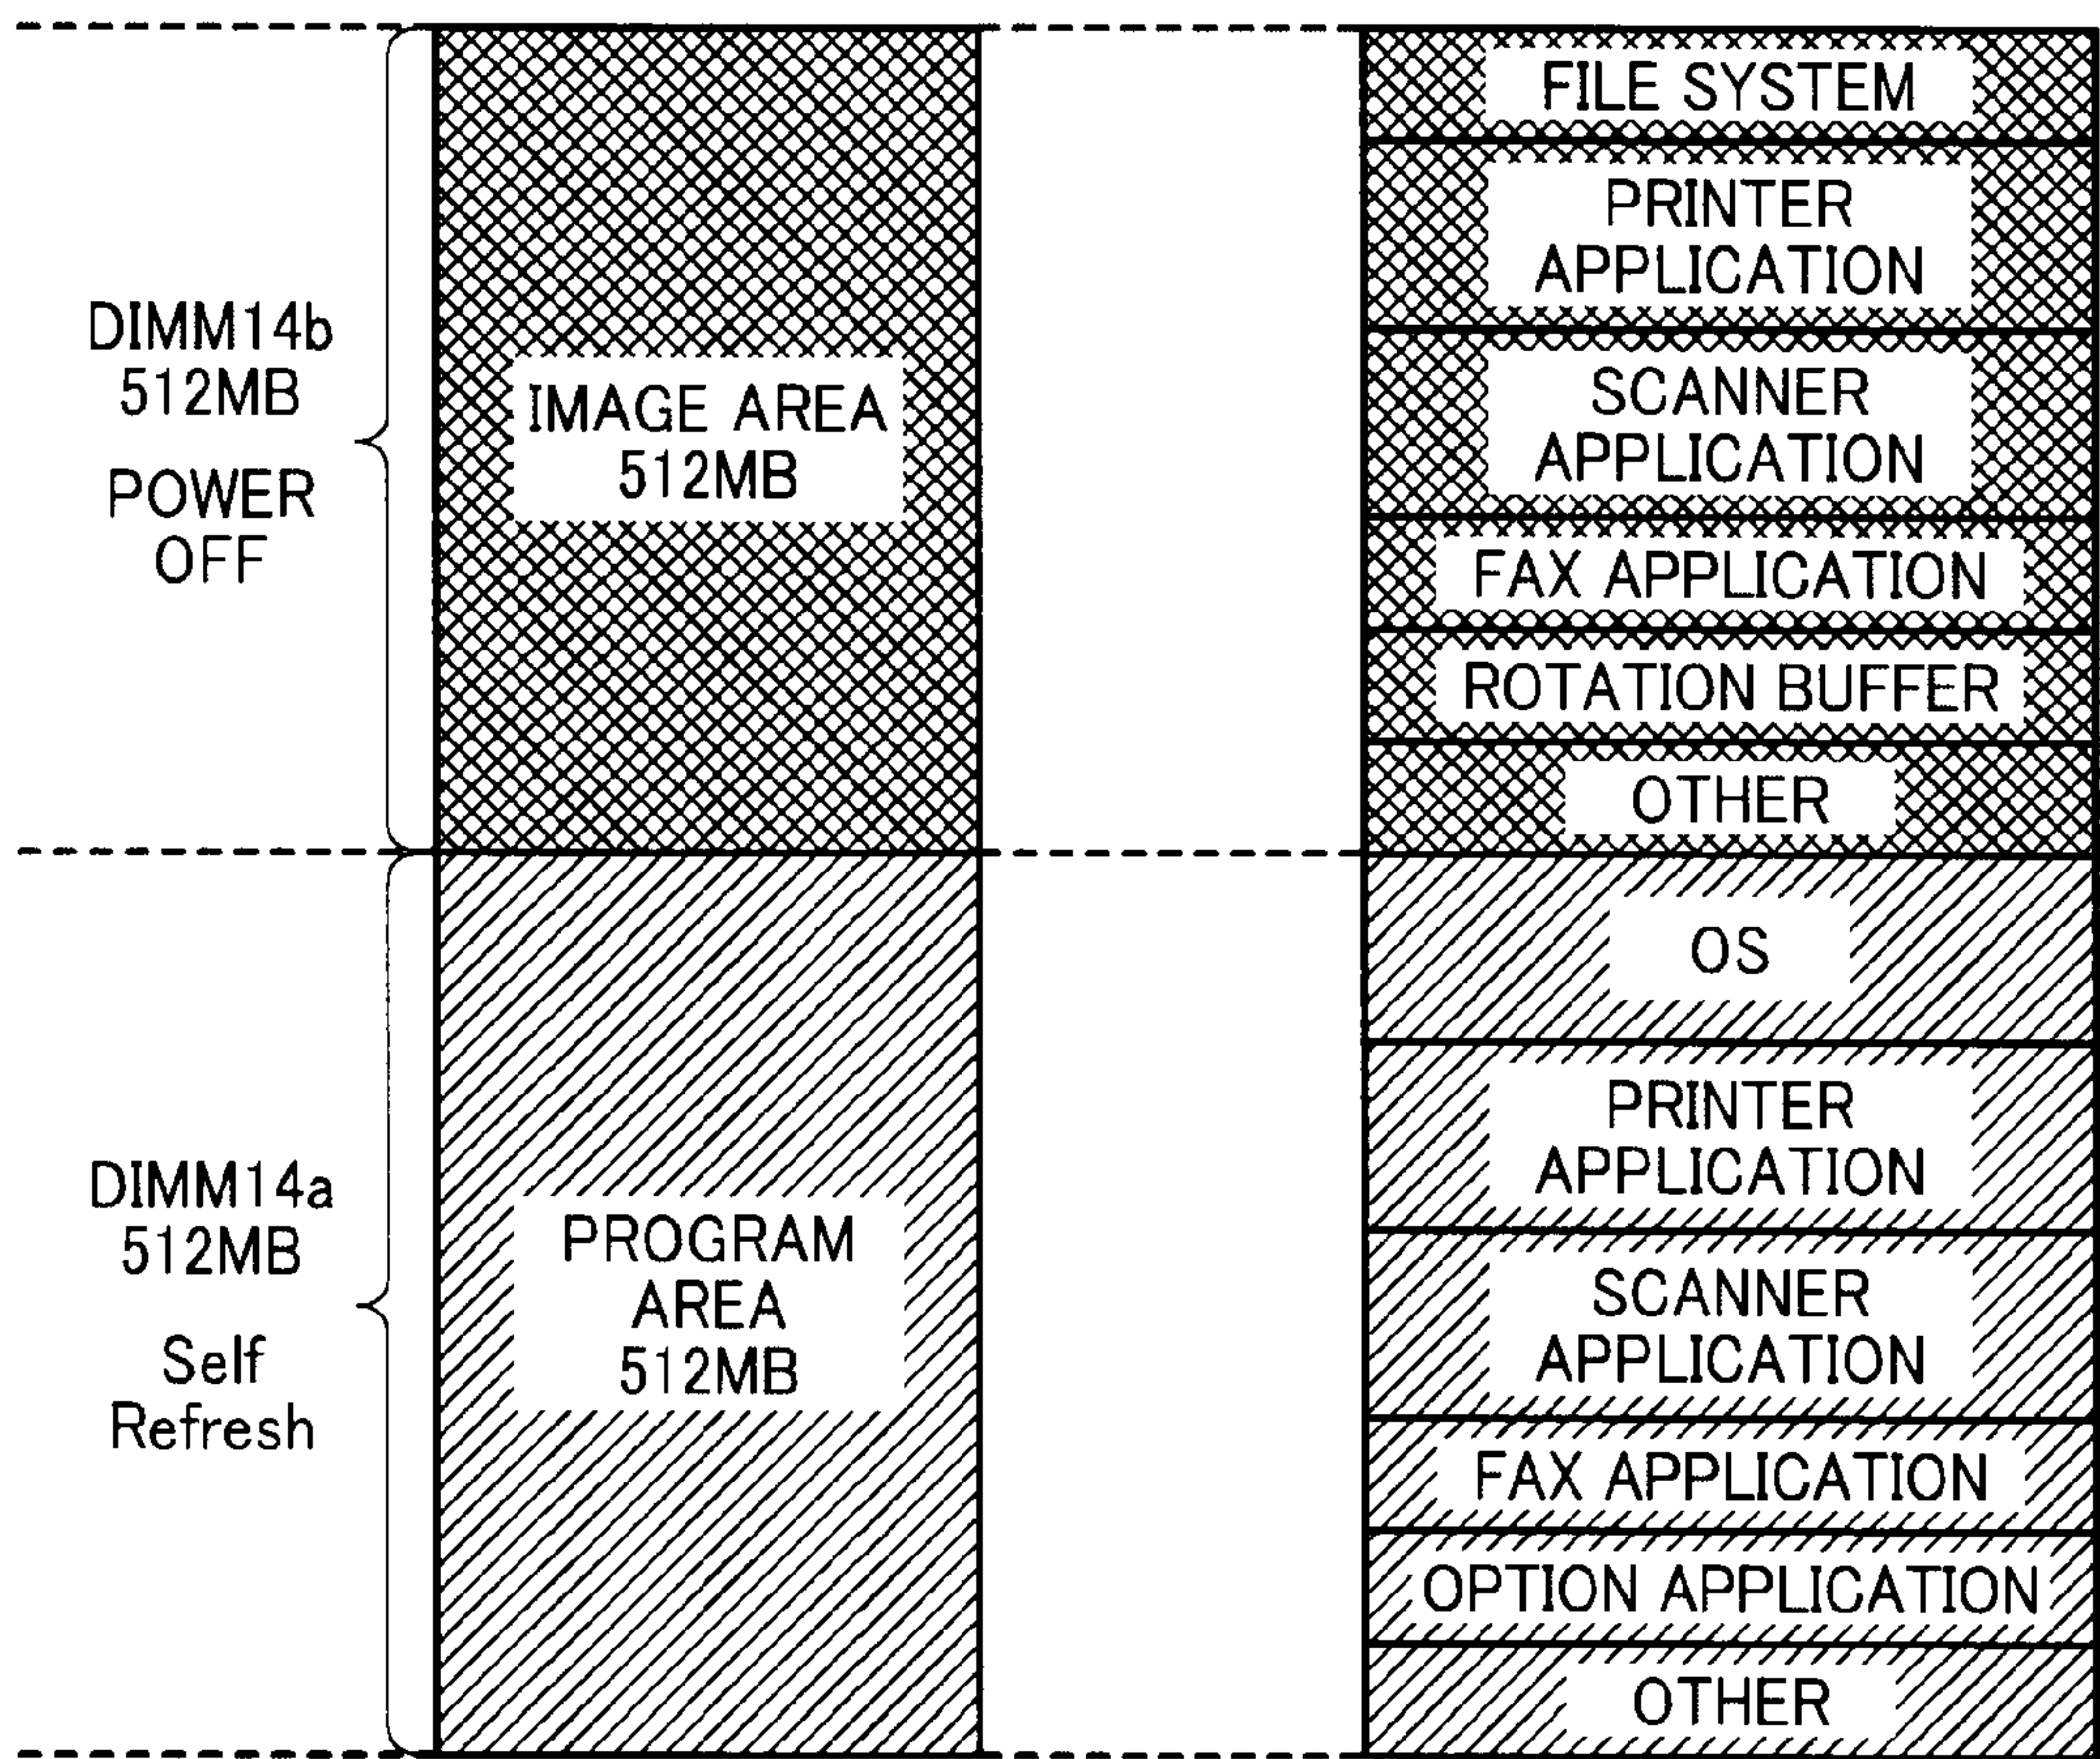 DIMM14b
512MB
POWER
OFF
DIMM14a
512MB
Self
Refresh
IMAGE AREA
512MB
PROGRAM
AREA
512MB
FILE SYSTEM
PRINTER
APPLICATION
SCANNER
APPLICATION
FAX APPLICATION
ROTATION BUFFER
OTHER
OS
PRINTER
APPLICATION
SCANNER
APPLICATION
FAX APPLICATION
OPTION APPLICATION
OTHER